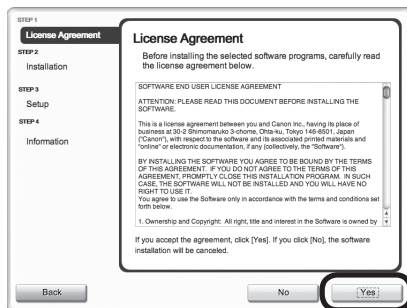 STEP 1
License Agreement
STEP 2
Installation
STEP 3
Setup
STEP 4
Information
License Agreement
Before installing the selected software programs, carefully read
the license agreement below.
SOFTWARE END USER LICENSE AGREEMENT
ATTENTION: PLEASE READ THIS DOCUMENT BEFORE INSTALLING THE
SOFTWARE.
This is a license agreement between you and Canon Inc., having its place of
business at 30-2 Shimomaruko 3-chome, Ohta-ku, Tokyo 146-8501, Japan
("Canon"), with respect to the software and its associated printed materials and
"online" or electronic documentation, if any (collectively, the "Software").
BY INSTALLING THE SOFTWARE YOU AGREE TO BE BOUND BY THE TERMS
OF THIS AGREEMENT. IF YOU DO NOT AGREE TO THE TERMS OF THIS
AGREEMENT, PROMPTLY CLOSE THIS INSTALLATION PROGRAM. IN SUCH
CASE, THE SOFTWARE WILL NOT BE INSTALLED AND YOU WILL HAVE NO
RIGHT TO USE IT.
You agree to use the Software only in accordance with the terms and conditions set
forth below.
1. Ownership and Copyright: All right, title and interest in the Software is owned by
If you accept the agreement, click [Yes]. If you click [No], the software
installation will be canceled.
Back
No
Yes